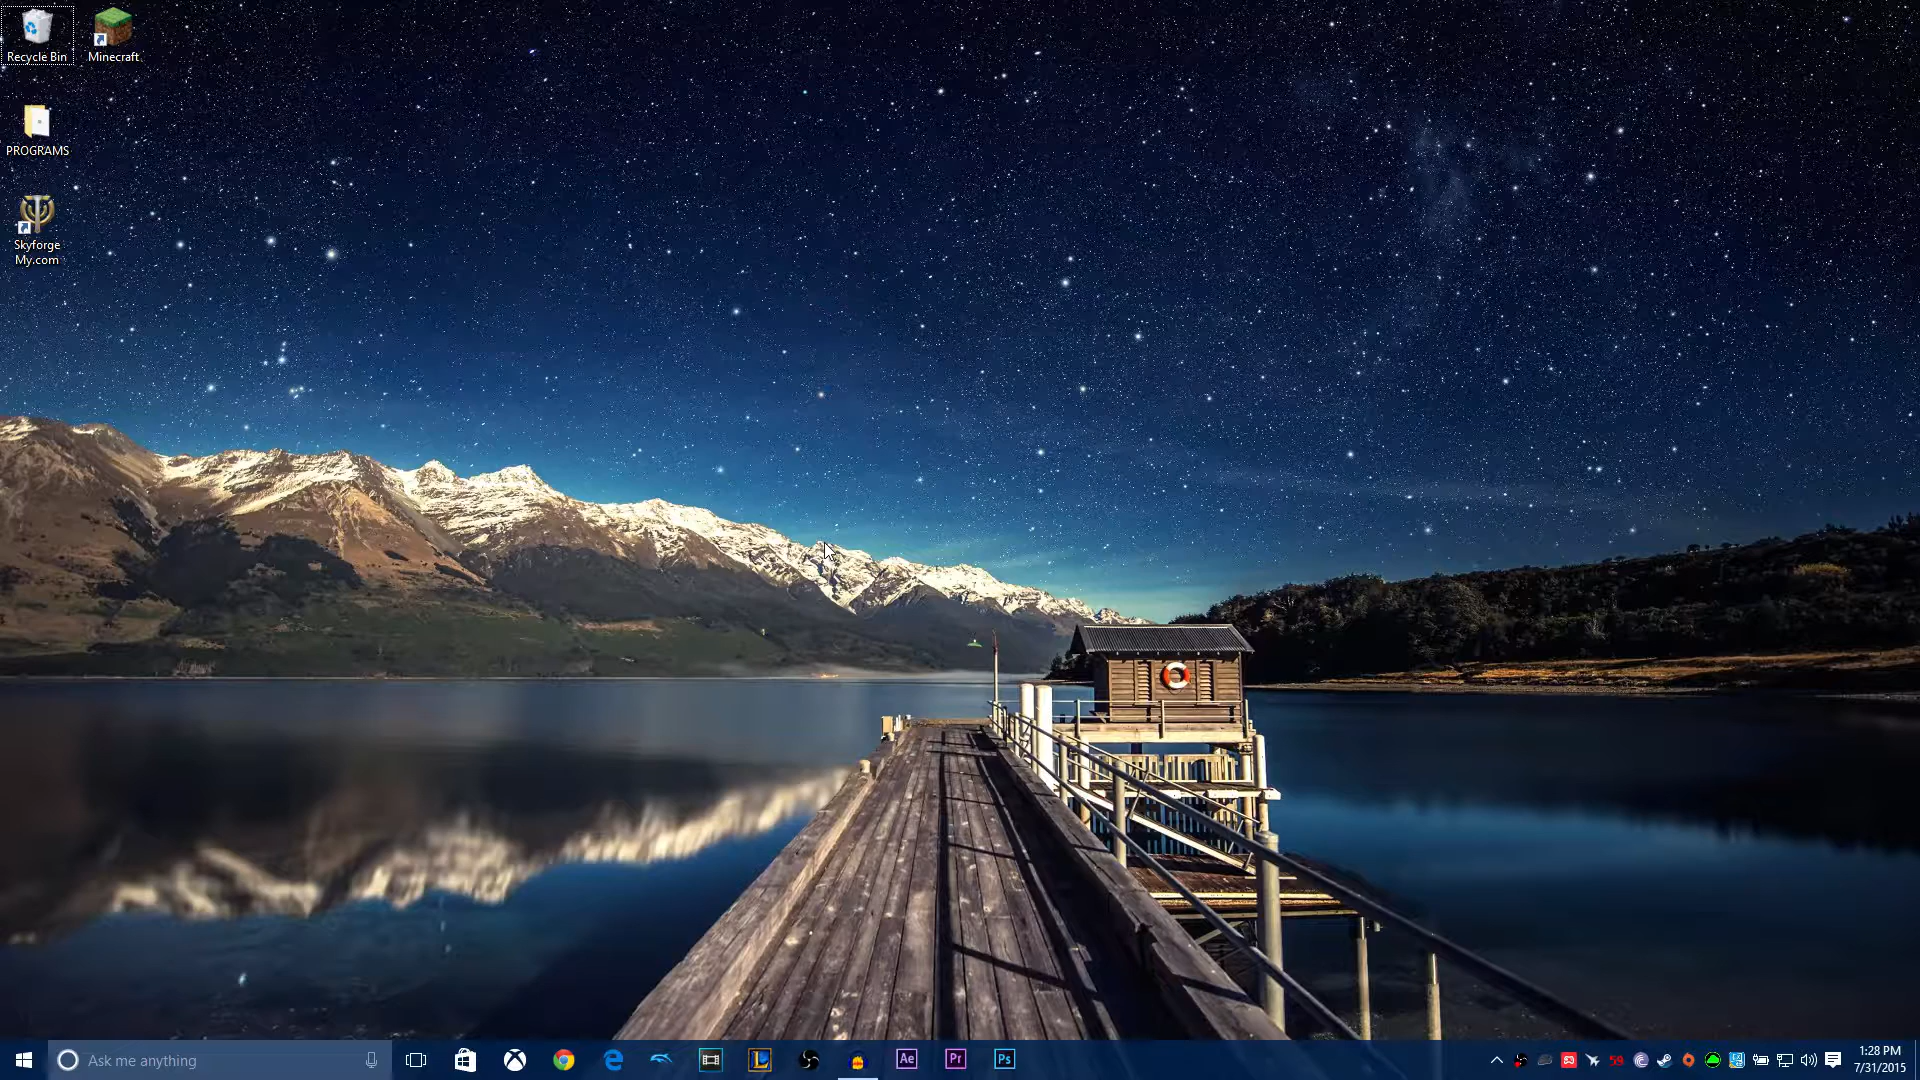 Recycle Bin
Minecraft
PROGRAMS
Skyforge
My.com
Ask me anything
Ae
Pr
Ps
59
1:28 PM
7/31/2015